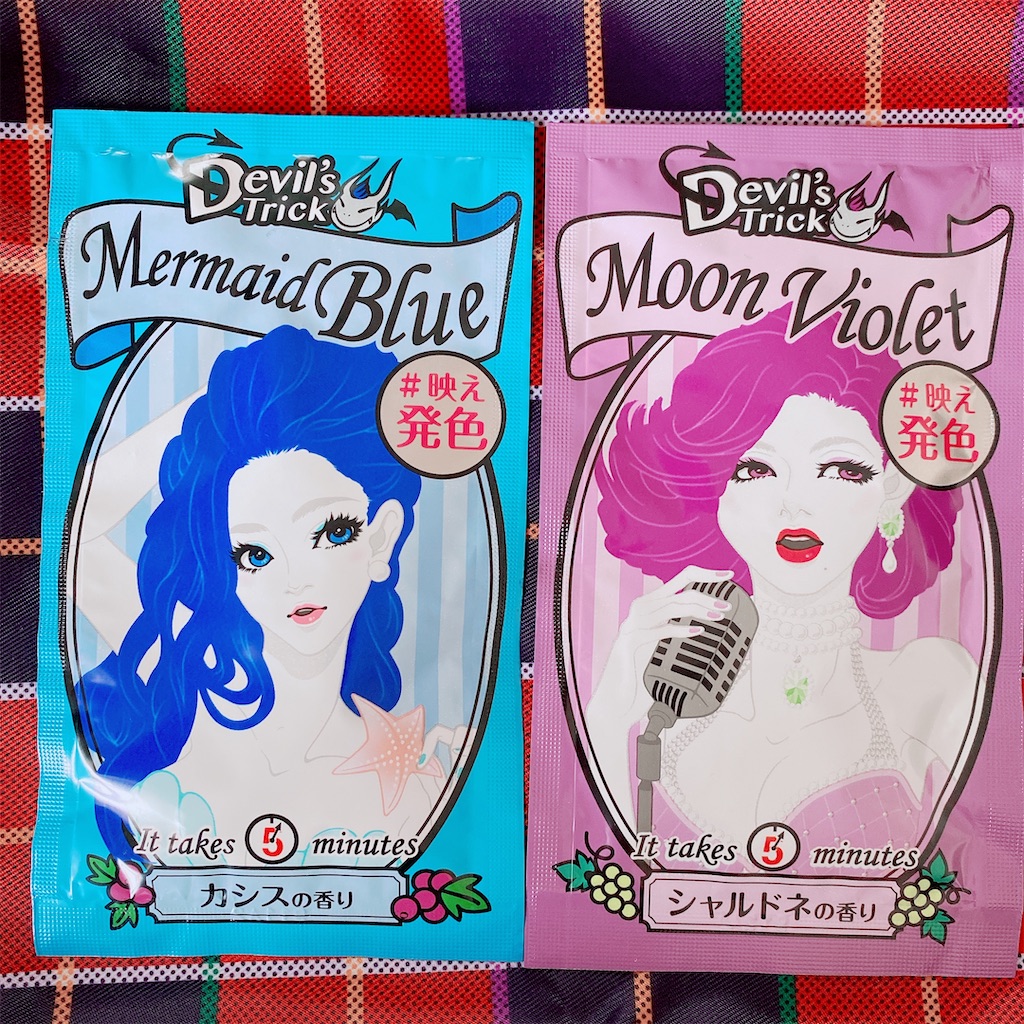 Devil's
Trick
Mermaid Blue
#映え
発色
It takes 5 minutes
カシスの香り
Devil's
Trick
Moon Violet
#映え
発色
It takes 5 minutes
シャルドネの香り